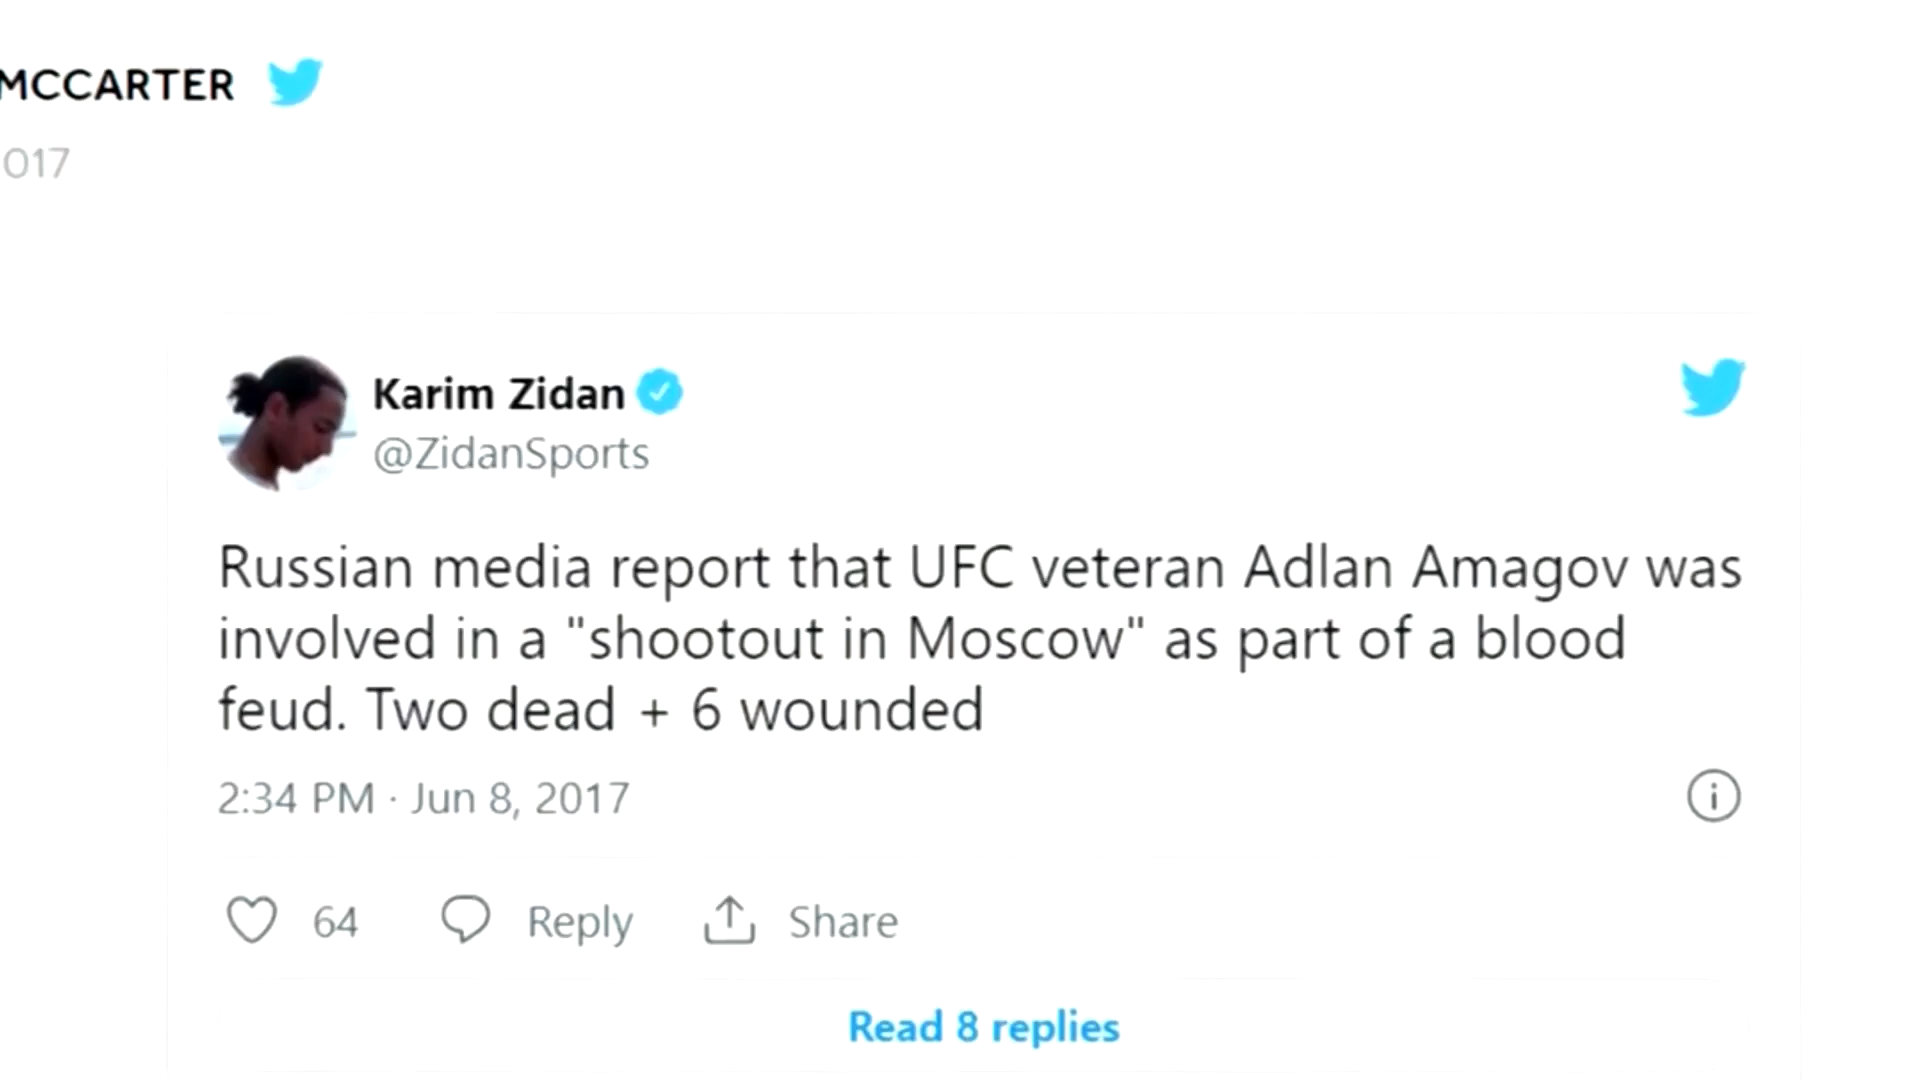 MCCARTER
017
Karim Zidan
@ZidanSports
Russian media report that UFC veteran Adlan Amagov was
involved in a "shootout in Moscow" as part of a blood
feud. Two dead + 6 wounded
2:34 PM · Jun 8, 2017
64 Reply Share
Read 8 replies